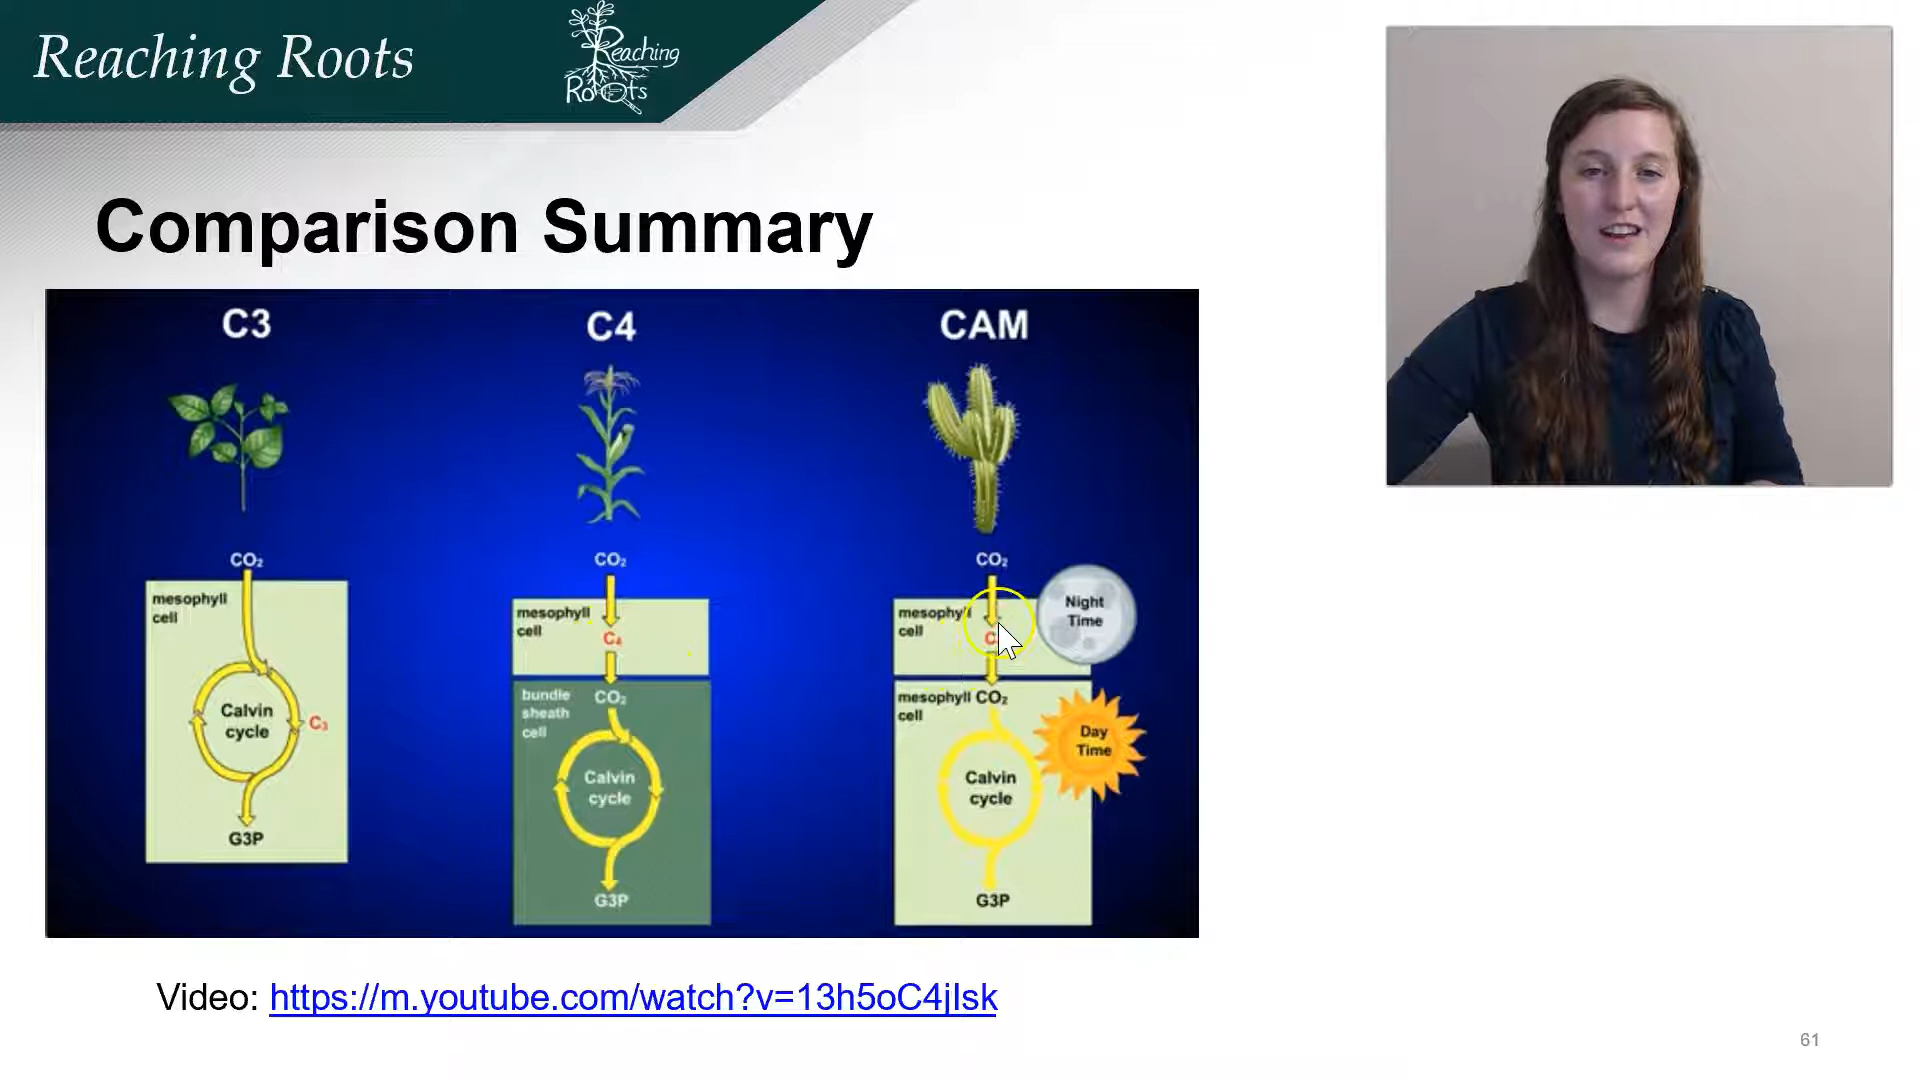 Reaching Roots
Reaching
Roots
Comparison Summary
C3
C4
CAM
CO₂
mesophyll
cell
Calvin
cycle
C₃
G3P
CO₂
mesophyll
cell
C₄
bundle
sheath
cell
CO₂
Calvin
cycle
G3P
CO₂
mesophyll
cell
Night
Time
mesophyll
cell
CO₂
Day
Time
Calvin
cycle
G3P
Video: https://m.youtube.com/watch?v=13h5oC4jIsk
61